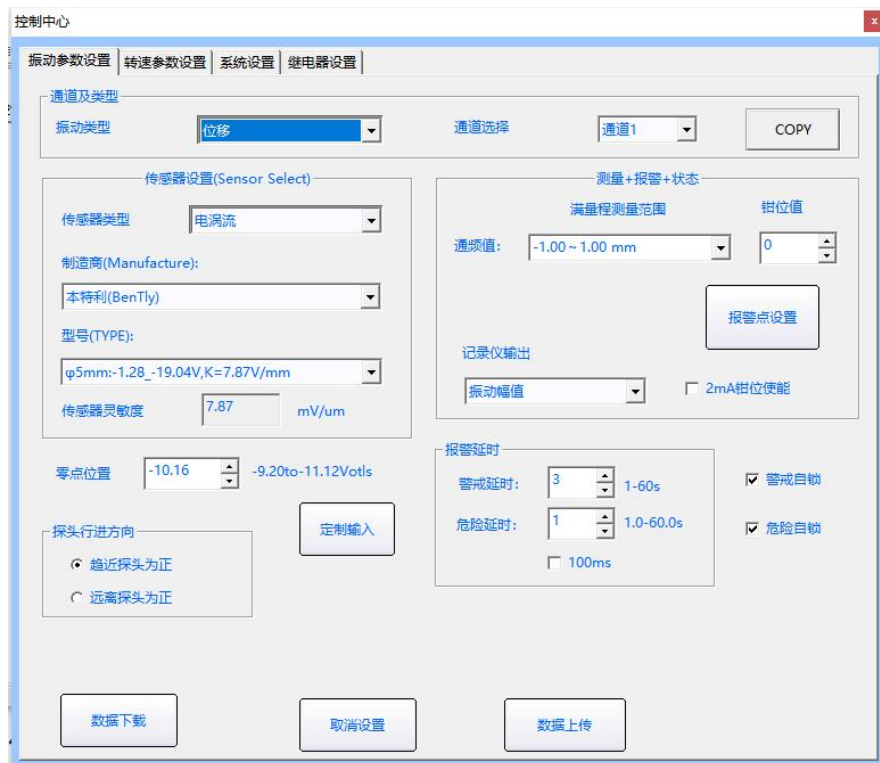 控制中心
x
振动参数设置 转速参数设置 系统设置 继电器设置
通道及类型
振动类型 位移 通道选择 通道1 COPY
传感器设置(Sensor Select)
传感器类型 电涡流
制造商(Manufacture):
本特利(BenTly)
型号(TYPE):
φ5mm:-1.28_-19.04V,K=7.87V/mm
传感器灵敏度 7.87 mV/um
测量+报警+状态
满量程测量范围 钳位值
通频值: -1.00~1.00 mm 0
报警点设置
记录仪输出
振动幅值 2mA钳位使能
零点位置 -10.16 -9.20to-11.12Votls
定制输入
探头行进方向
趋近探头为正
远离探头为正
报警延时
警戒延时: 3 1-60s
危险延时: 1 1.0-60.0s
100ms
警戒自锁
危险自锁
数据下载 取消设置 数据上传